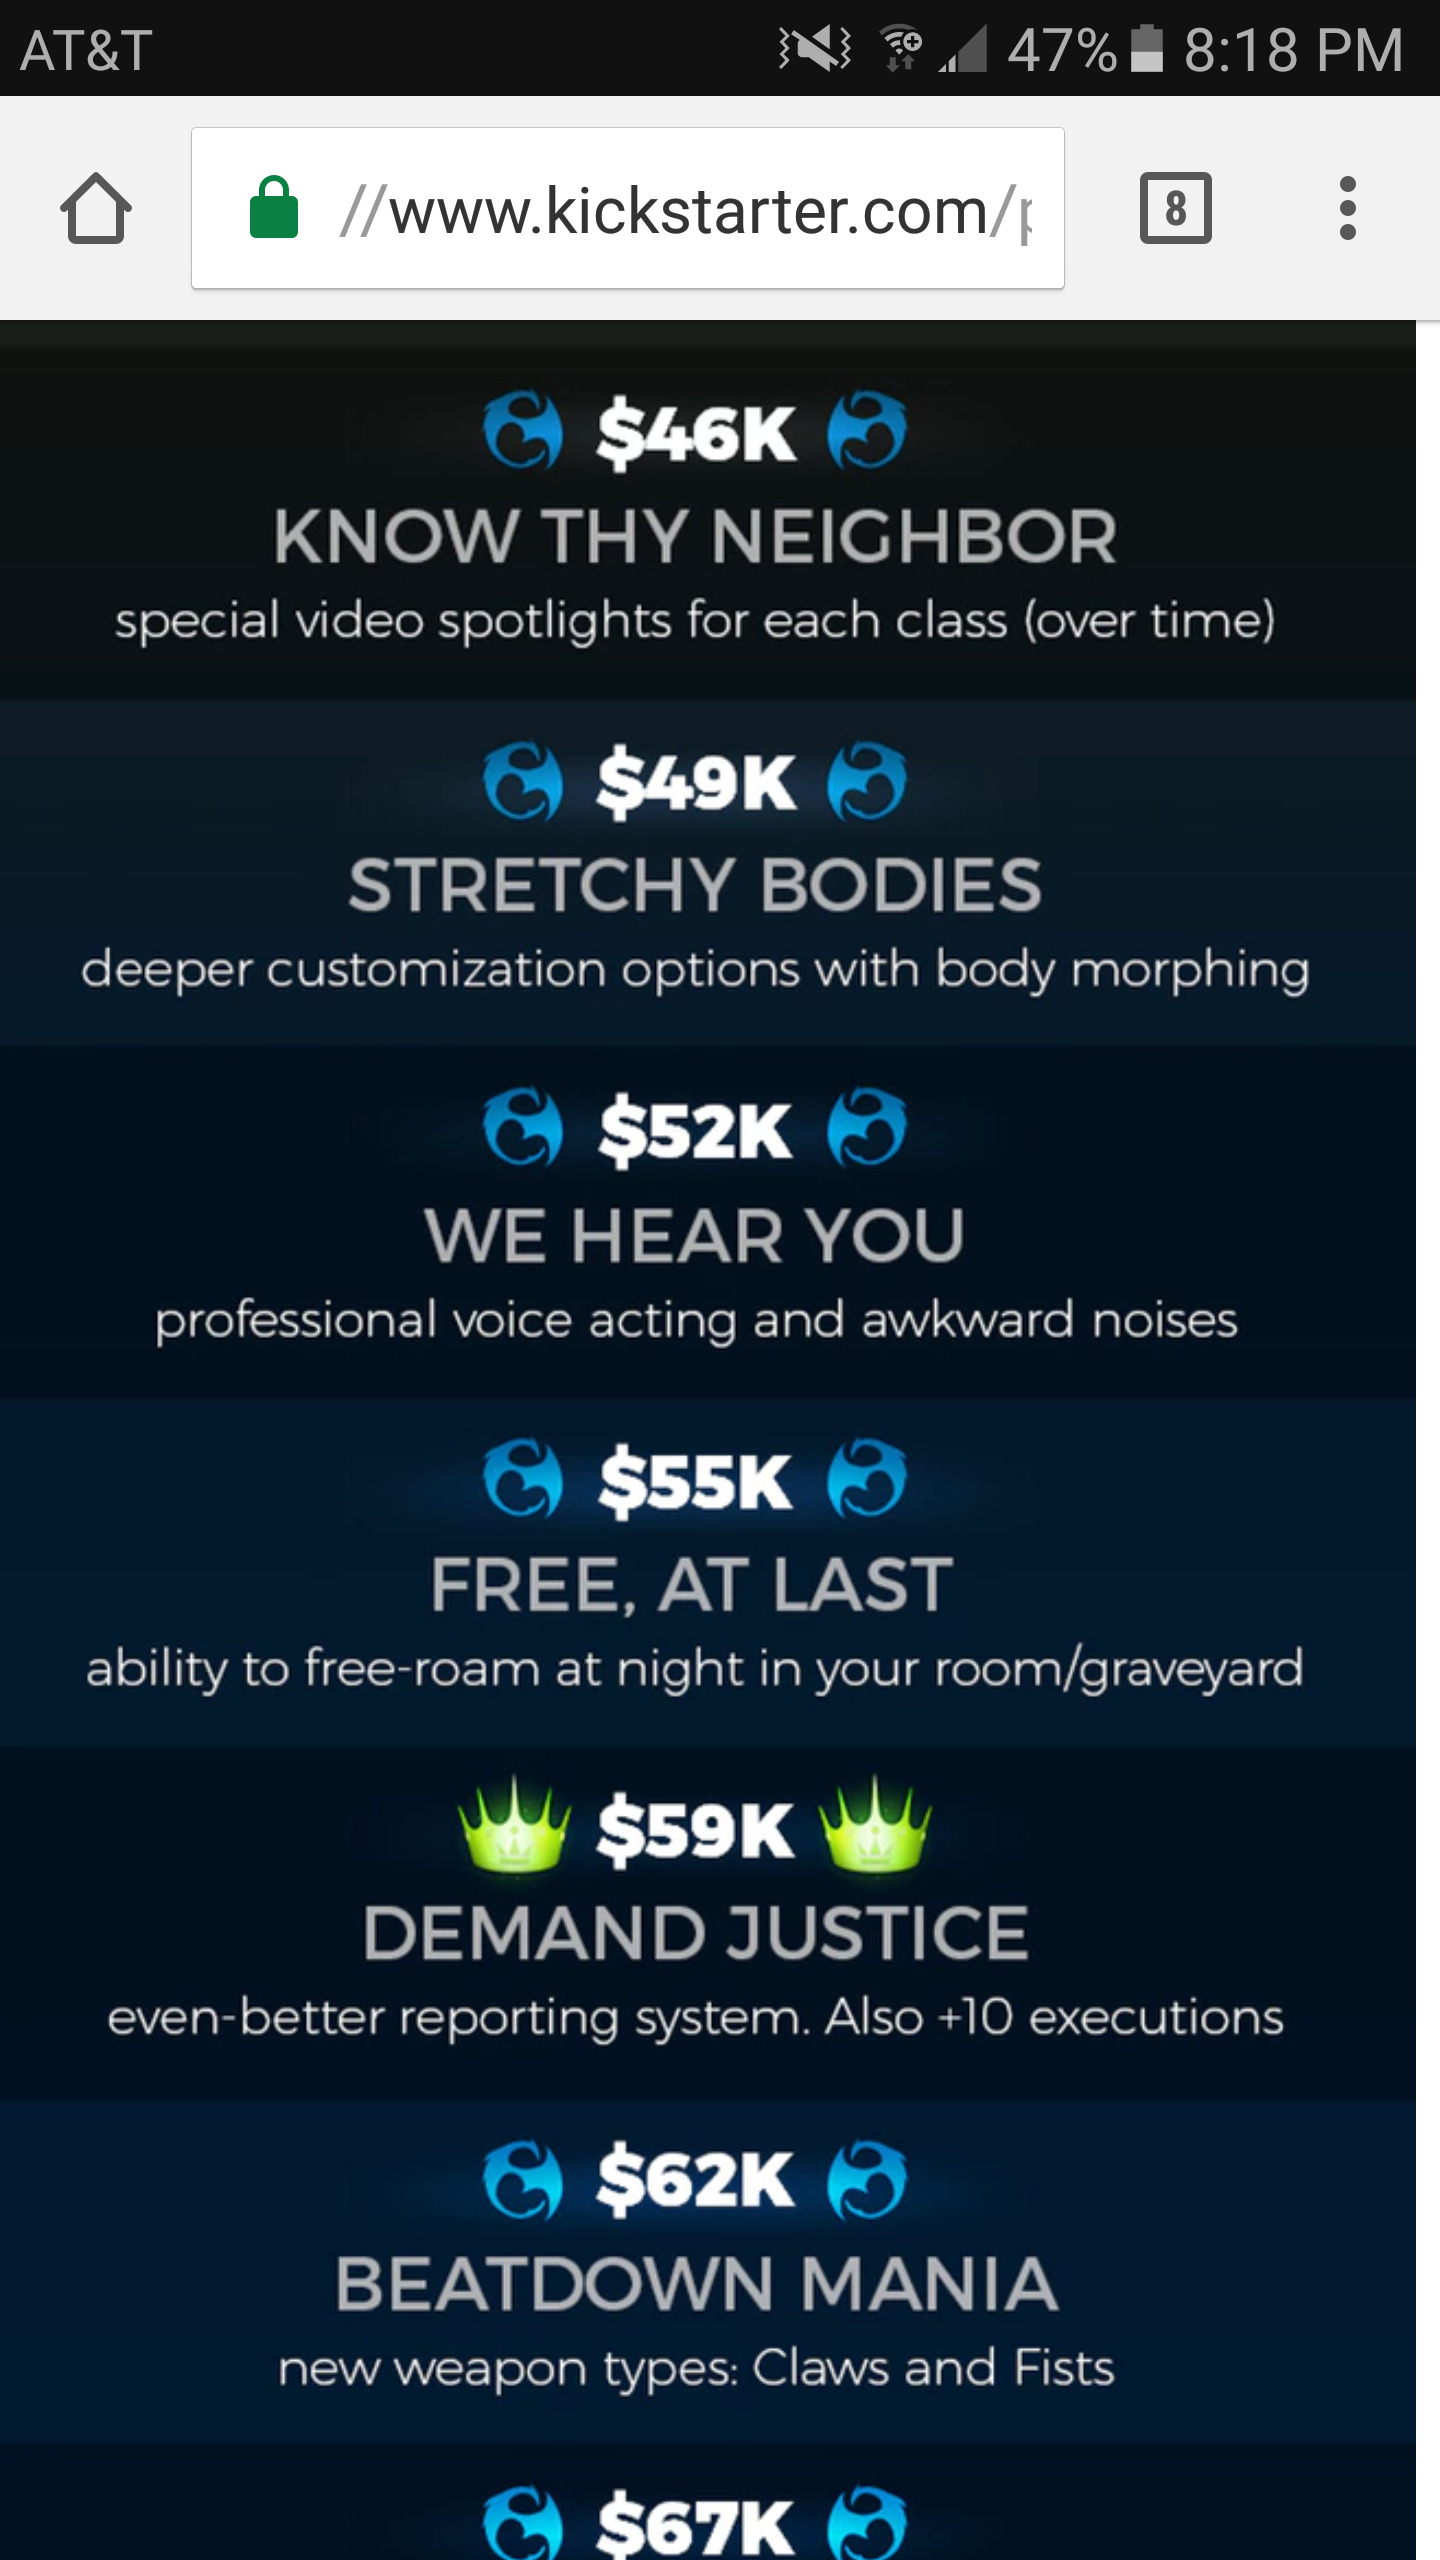 AT&T 47% 8:18 PM
//www.kickstarter.com/p 8
$46K
KNOW THY NEIGHBOR
special video spotlights for each class (over time)
$49K
STRETCHY BODIES
deeper customization options with body morphing
$52K
WE HEAR YOU
professional voice acting and awkward noises
$55K
FREE, AT LAST
ability to free-roam at night in your room/graveyard
$59K
DEMAND JUSTICE
even-better reporting system. Also +10 executions
$62K
BEATDOWN MANIA
new weapon types: Claws and Fists
$67K